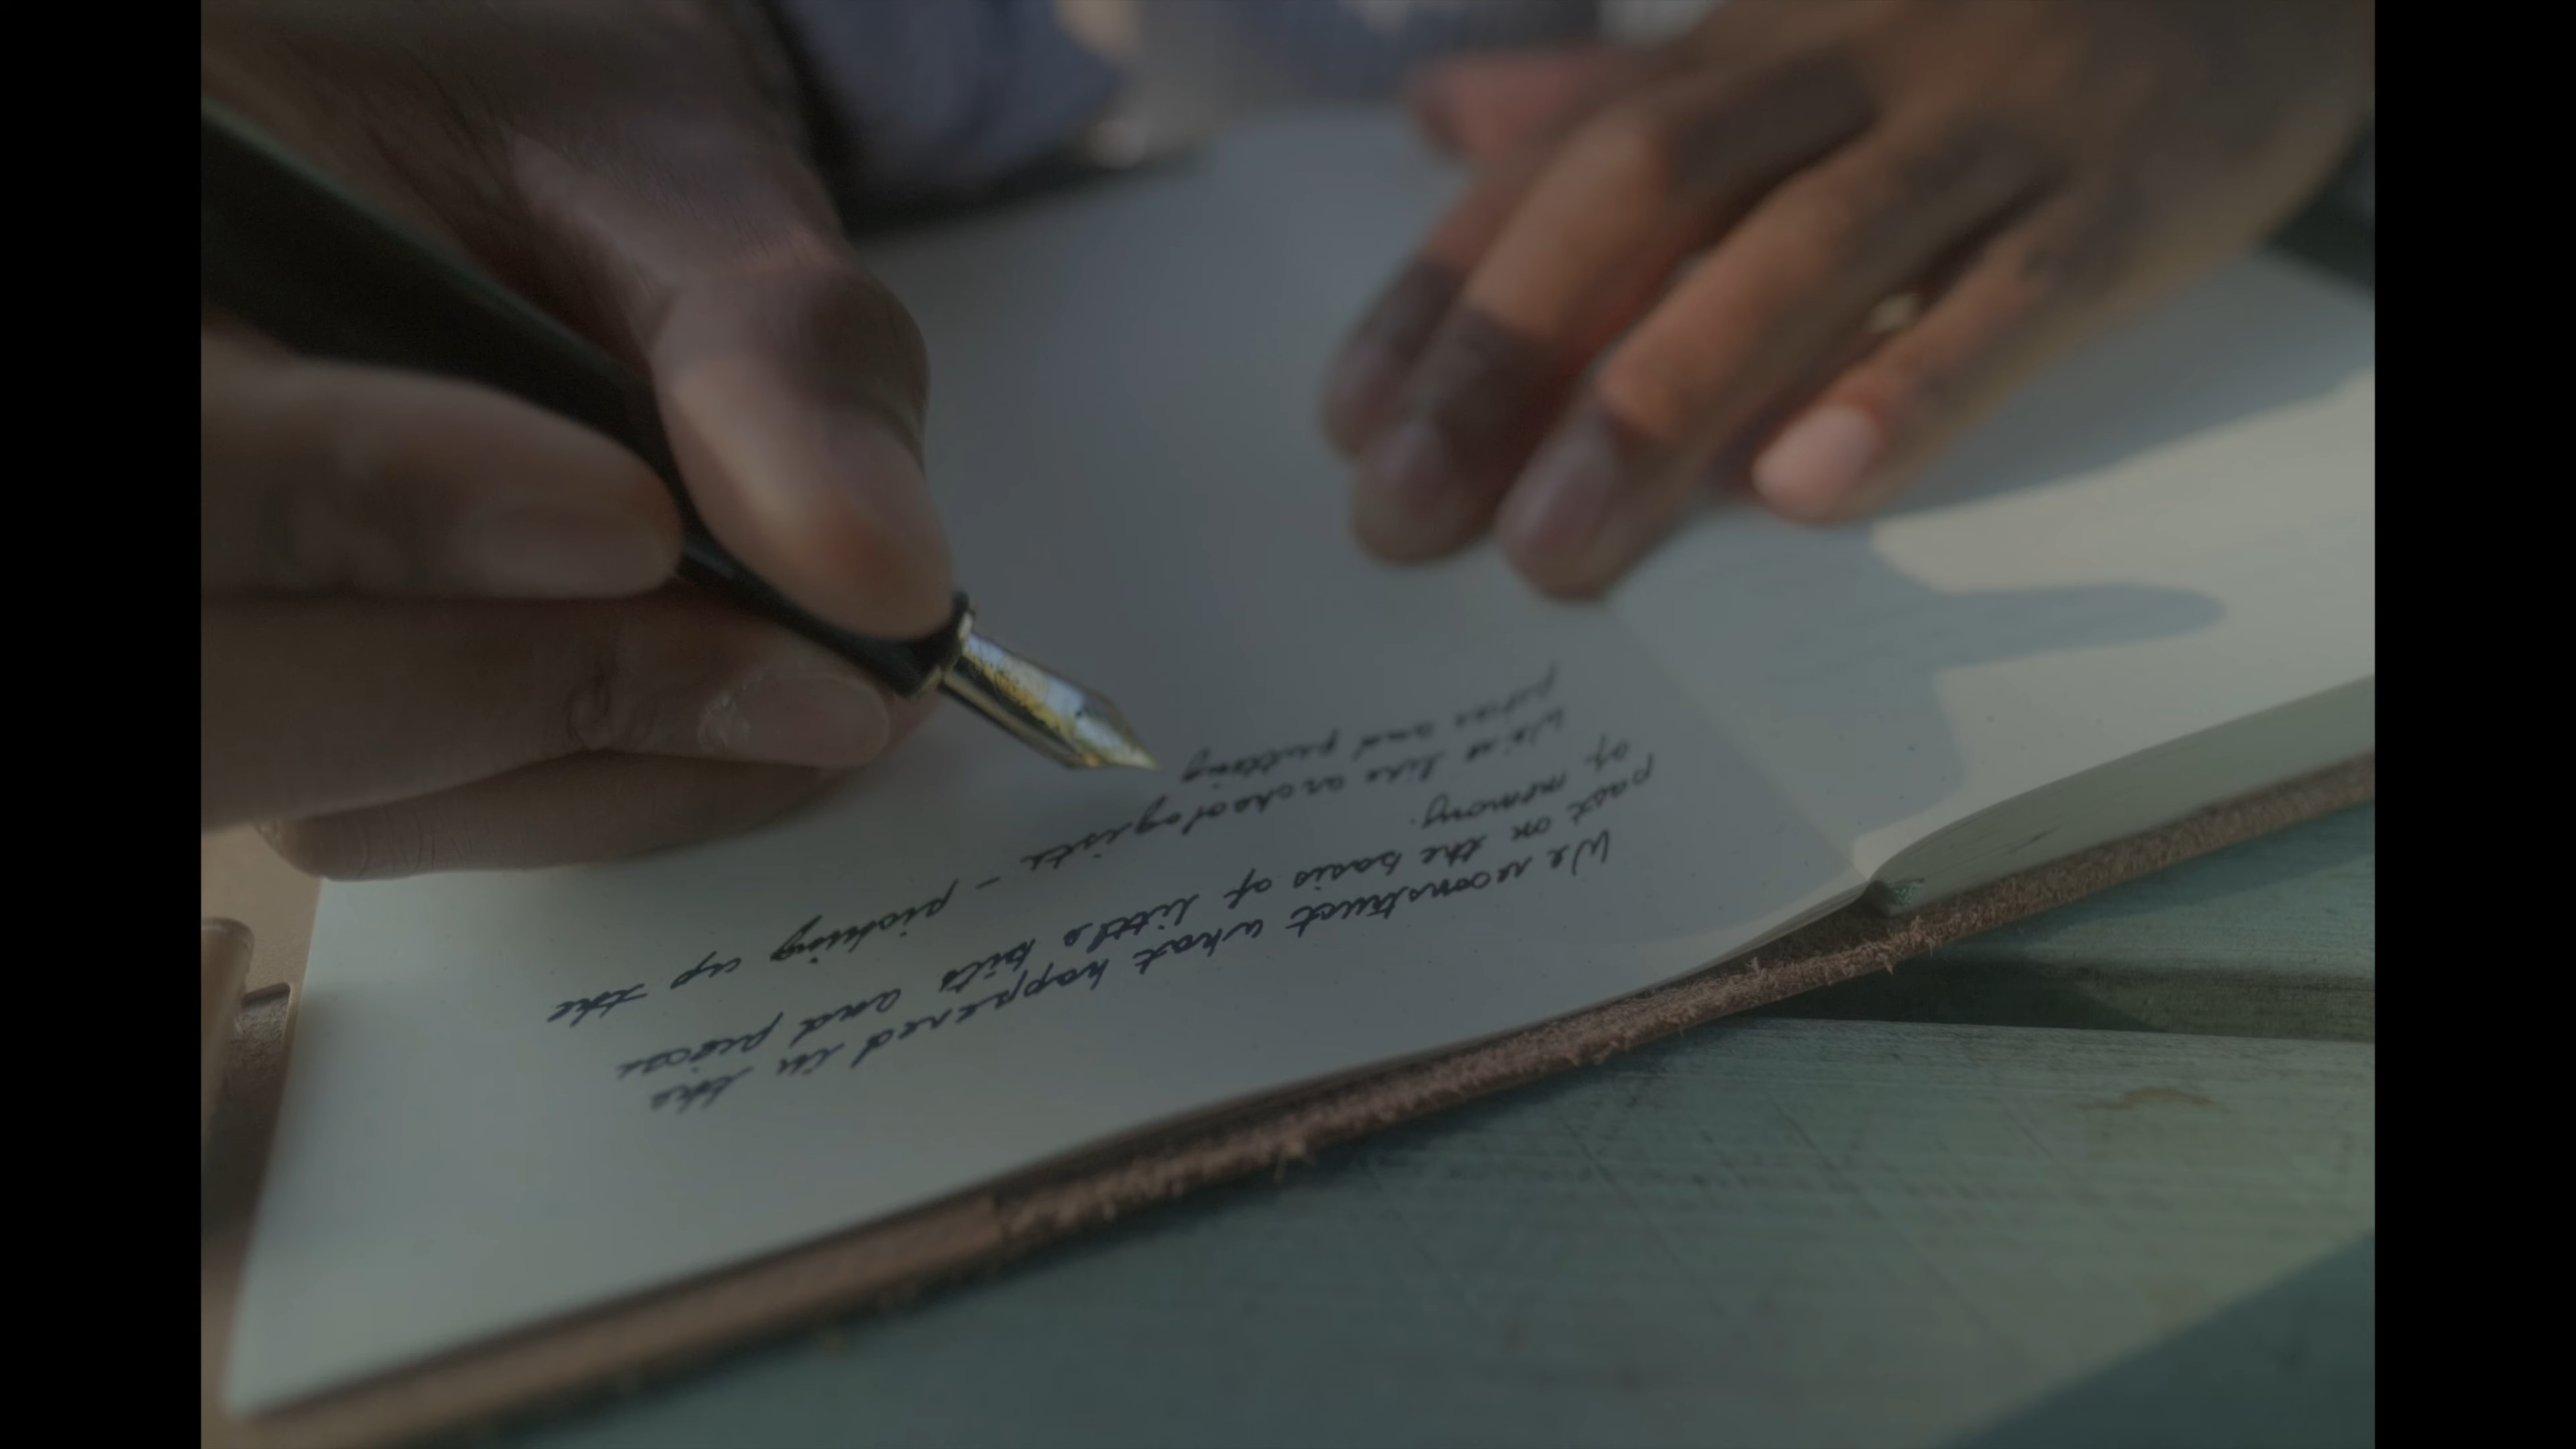 We reconstruct what happened in the
past on the basis of little bits and pieces
of memory.
We're like archeologists – picking up the
pieces and putting